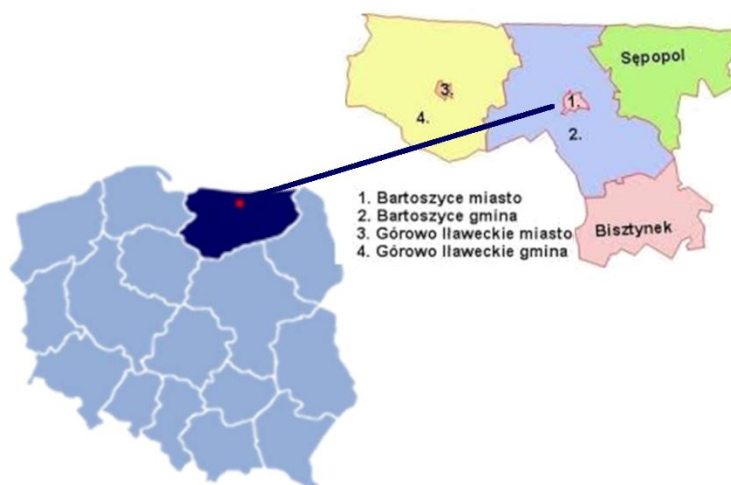 Sępopol
3.
1.
4.
2.
1. Bartoszyce miasto
2. Bartoszyce gmina
3. Górowo Iławeckie miasto
4. Górowo Iławeckie gmina
Bisztynek